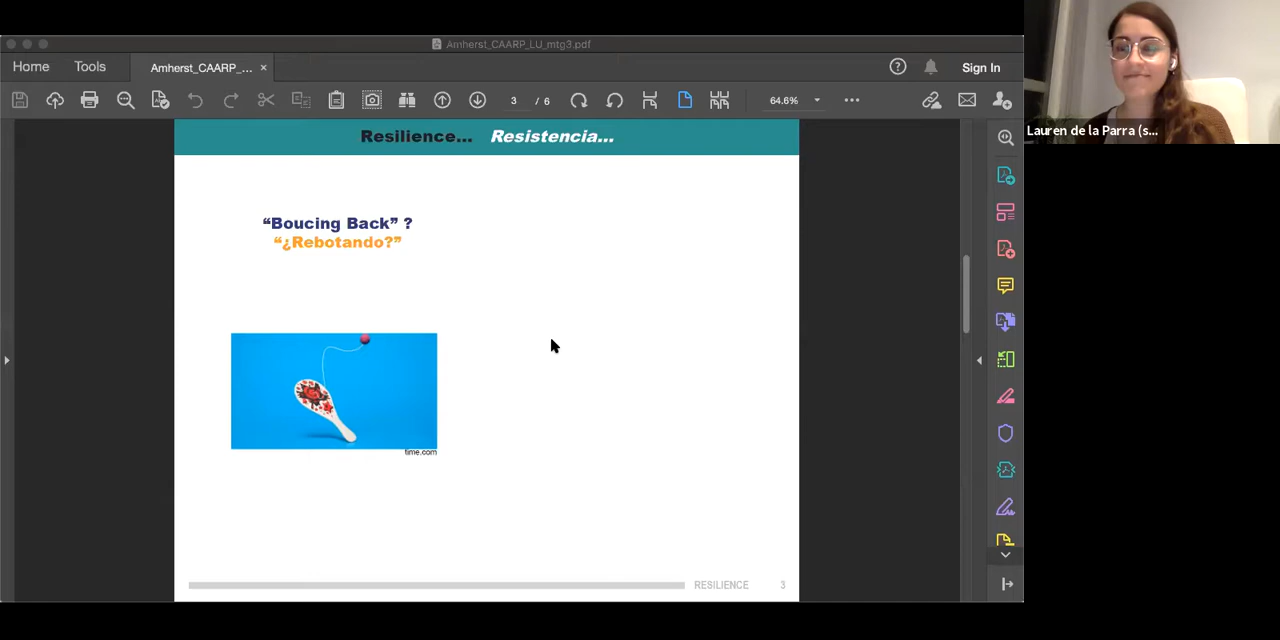 Amherst_CAARP_LU_mtg3.pdf
Home Tools Amherst_CAARP_... × Sign In
3 / 6 64.6%
Resilience... Resistencia...
“Boucing Back” ?
“¿Rebotando?”
time.com
RESILIENCE 3
Lauren de la Parra (s...